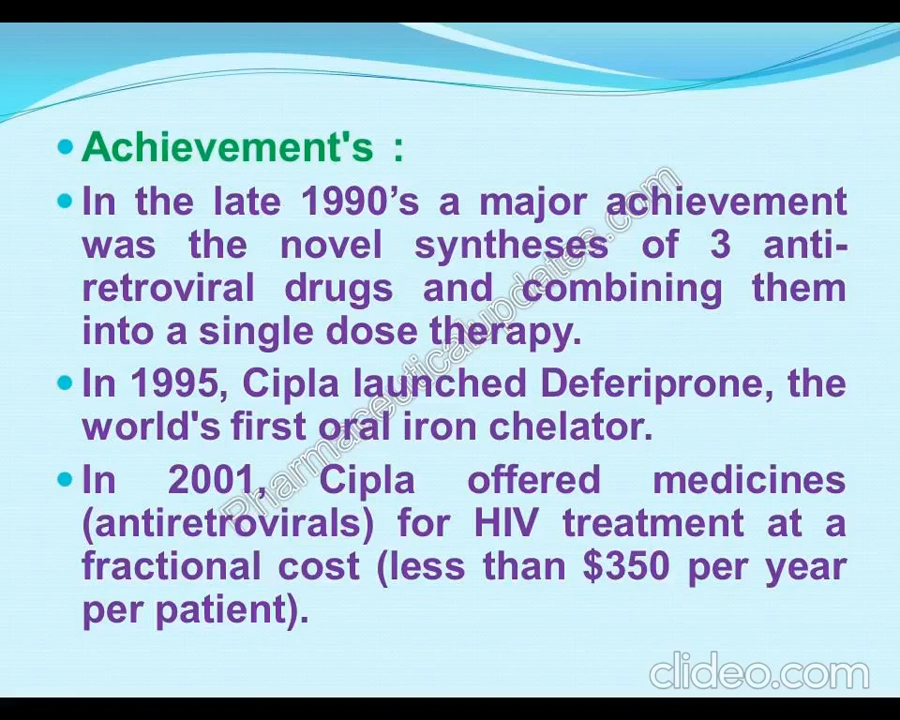 Achievement's :
In the late 1990’s a major achievement
was the novel syntheses of 3 anti-
retroviral drugs and combining them
into a single dose therapy.
In 1995, Cipla launched Deferiprone, the
world's first oral iron chelator.
In 2001, Cipla offered medicines
(antiretrovirals) for HIV treatment at a
fractional cost (less than $350 per year
per patient).
Pharmaceuticalupdates.com
clideo.com